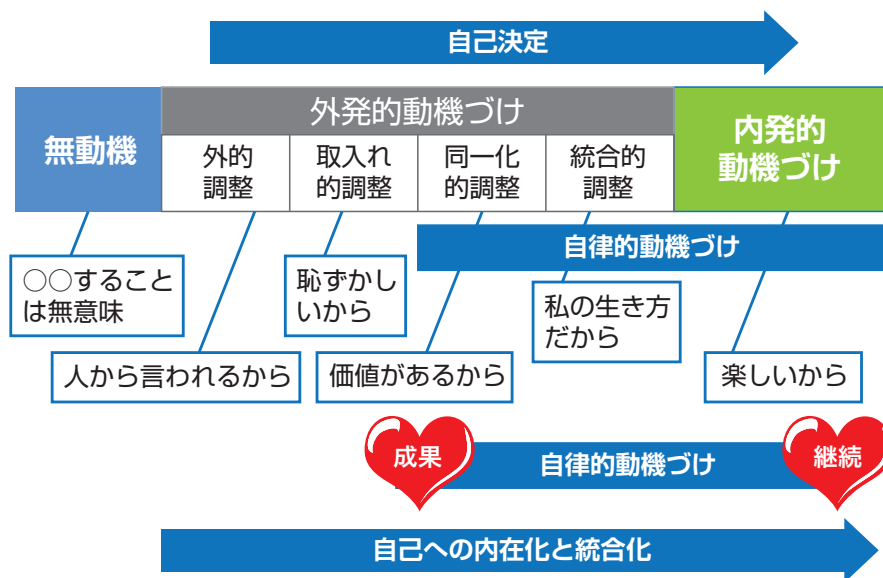 自己決定
無動機
外発的動機づけ
外的
調整
取入れ
的調整
同一化
的調整
統合的
調整
内発的
動機づけ
自律的動機づけ
○○すること
は無意味
人から言われるから
恥ずかし
いから
価値があるから
私の生き方
だから
楽しいから
成果
自律的動機づけ
継続
自己への内在化と統合化